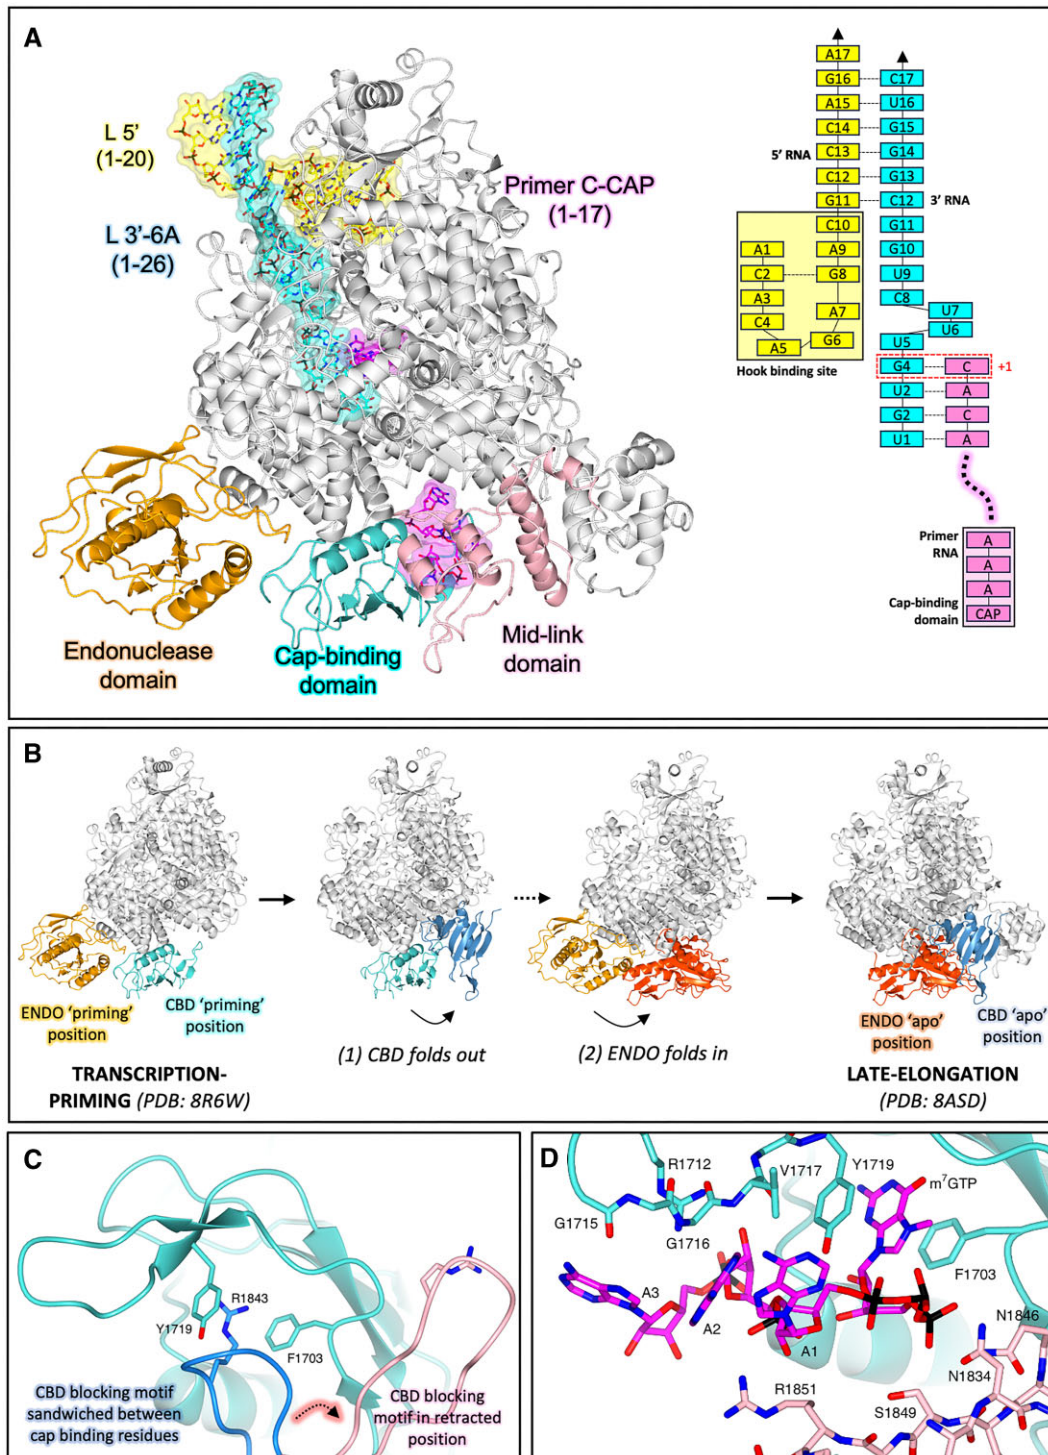 A
L 5'
(1-20)
L 3'-6A
(1-26)
Primer C-CAP
(1-17)
Endonuclease
domain
Cap-binding
domain
Mid-link
domain
A17
G16
C17
A15
U16
C14
G15
5' RNA
C13
G14
C12
G13
G11
C12
3' RNA
C10
G11
A1
A9
G10
C2
G8
U9
A3
A7
C8
U7
C4
G6
U6
A5
U5
Hook binding site
G4
C
+1
U2
A
G2
C
U1
A
Primer
RNA
A
A
A
Cap-binding
domain
CAP
B
ENDO 'priming'
position
CBD 'priming'
position
TRANSCRIPTION-
PRIMING (PDB: 8R6W)
(1) CBD folds out
(2) ENDO folds in
ENDO 'apo'
position
CBD 'apo'
position
LATE-ELONGATION
(PDB: 8ASD)
C
R1843
Y1719
F1703
CBD blocking motif
sandwiched between
cap binding residues
CBD blocking
motif in retracted
position
D
R1712
V1717
Y1719
m7GTP
G1715
G1716
F1703
A3
A2
A1
N1846
N1834
R1851
S1849